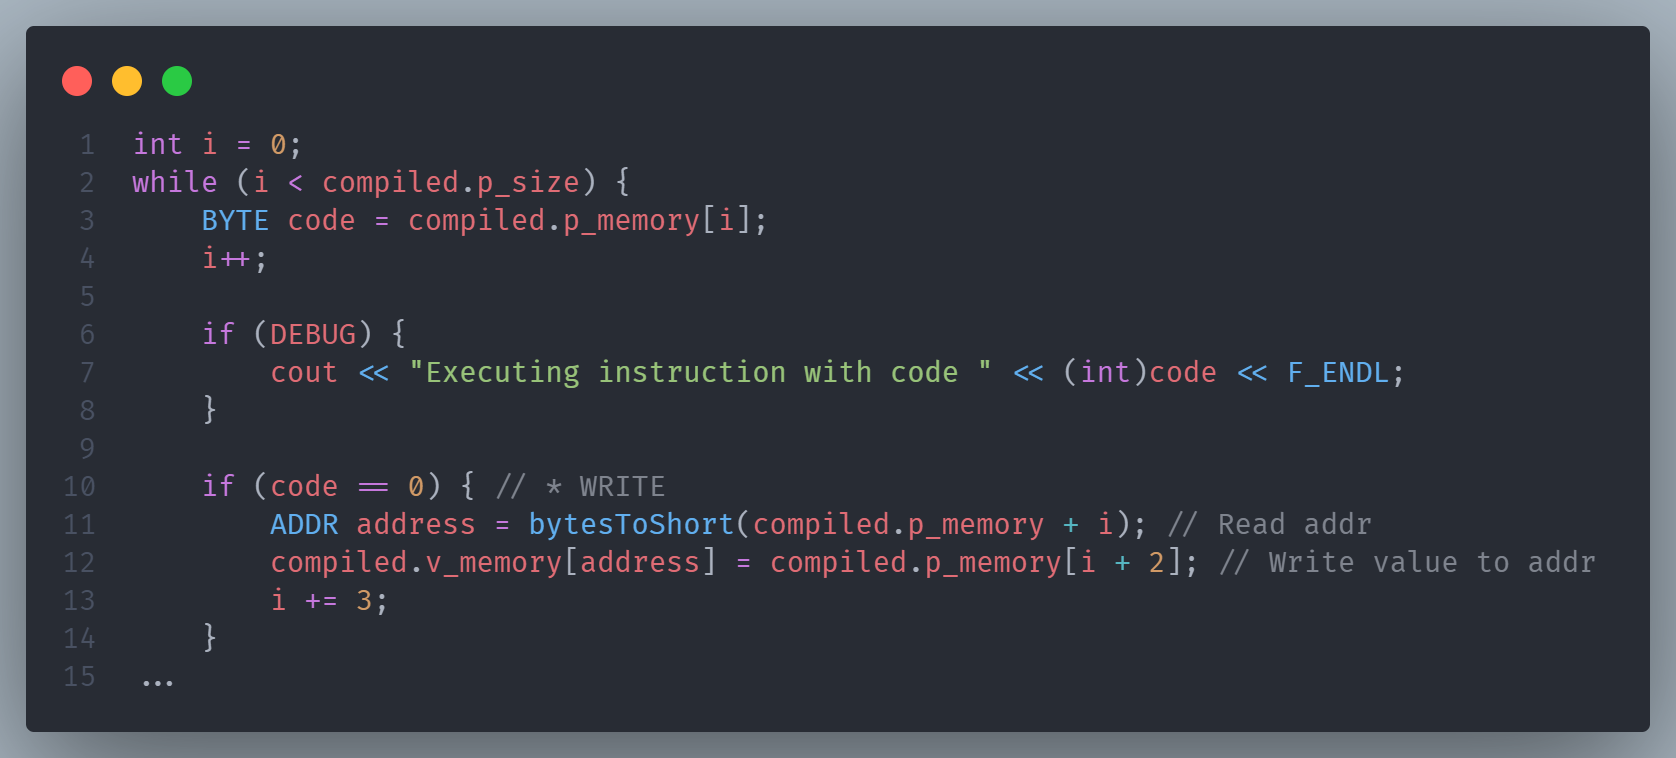 1 int i = 0;
2 while (i < compiled.p_size) {
3     BYTE code = compiled.p_memory[i];
4     i++;
5
6     if (DEBUG) {
7         cout << "Executing instruction with code " << (int)code << F_ENDL;
8     }
9
10     if (code == 0) { // * WRITE
11         ADDR address = bytesToShort(compiled.p_memory + i); // Read addr
12         compiled.v_memory[address] = compiled.p_memory[i + 2]; // Write value to addr
13         i += 3;
14     }
15 ...